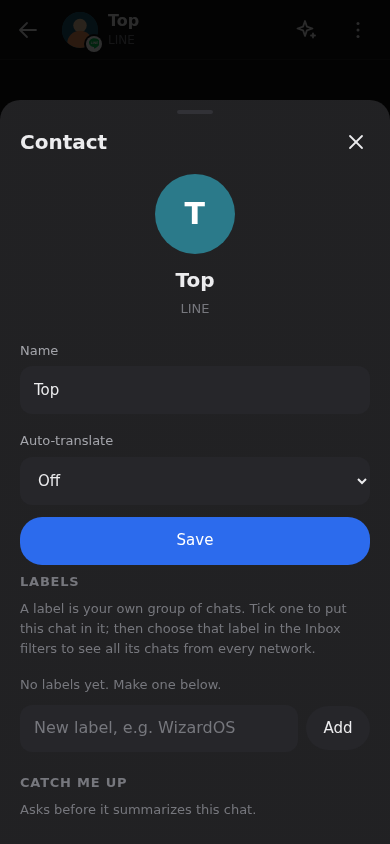 Top
LINE
Contact
T
Top
LINE
Name
Top
Auto-translate
Off
Save
LABELS
A label is your own group of chats. Tick one to put
this chat in it; then choose that label in the Inbox
filters to see all its chats from every network.
No labels yet. Make one below.
New label, e.g. WizardOS
Add
CATCH ME UP
Asks before it summarizes this chat.